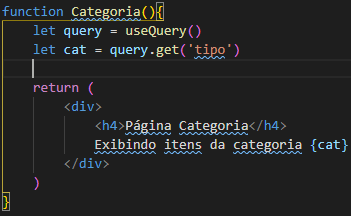 function Categoria(){
    let query = useQuery()
    let cat = query.get('tipo')

    return (
        <div>
            <h4>Página Categoria</h4>
            Exibindo itens da categoria {cat}
        </div>
    )
}